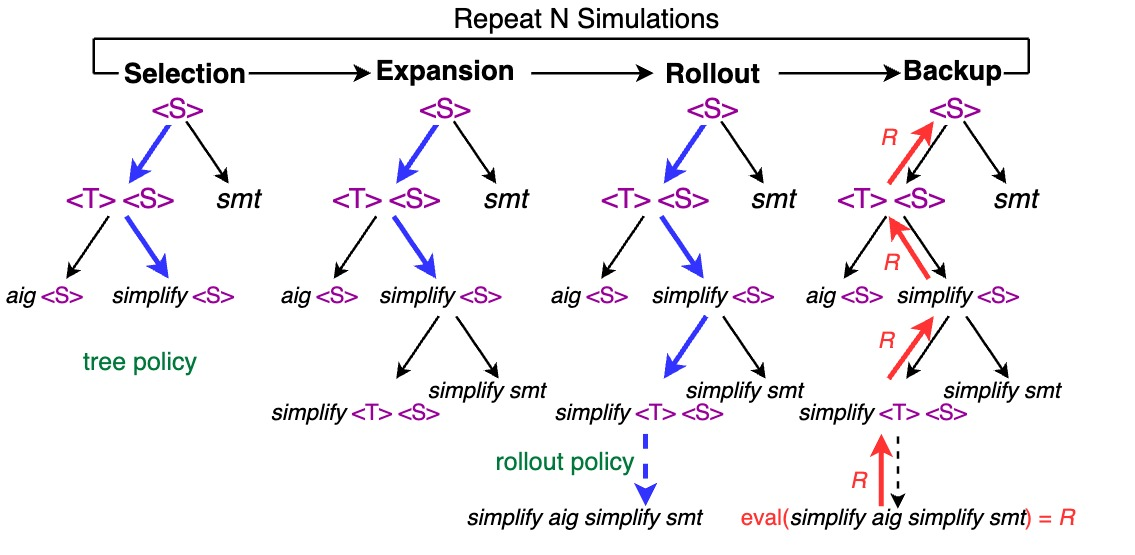 Repeat N Simulations
Selection Expansion Rollout Backup
<S> <S> <S> <S>
R
<T> <S> smt <T> <S> smt <T> <S> smt <T> <S> smt
R
aig <S> simplify <S> aig <S> simplify <S> aig <S> simplify <S> aig <S> simplify <S>
R
tree policy
simplify smt simplify smt simplify smt
simplify <T> <S> simplify <T> <S> simplify <T> <S>
rollout policy
R
simplify aig simplify smt eval(simplify aig simplify smt) = R